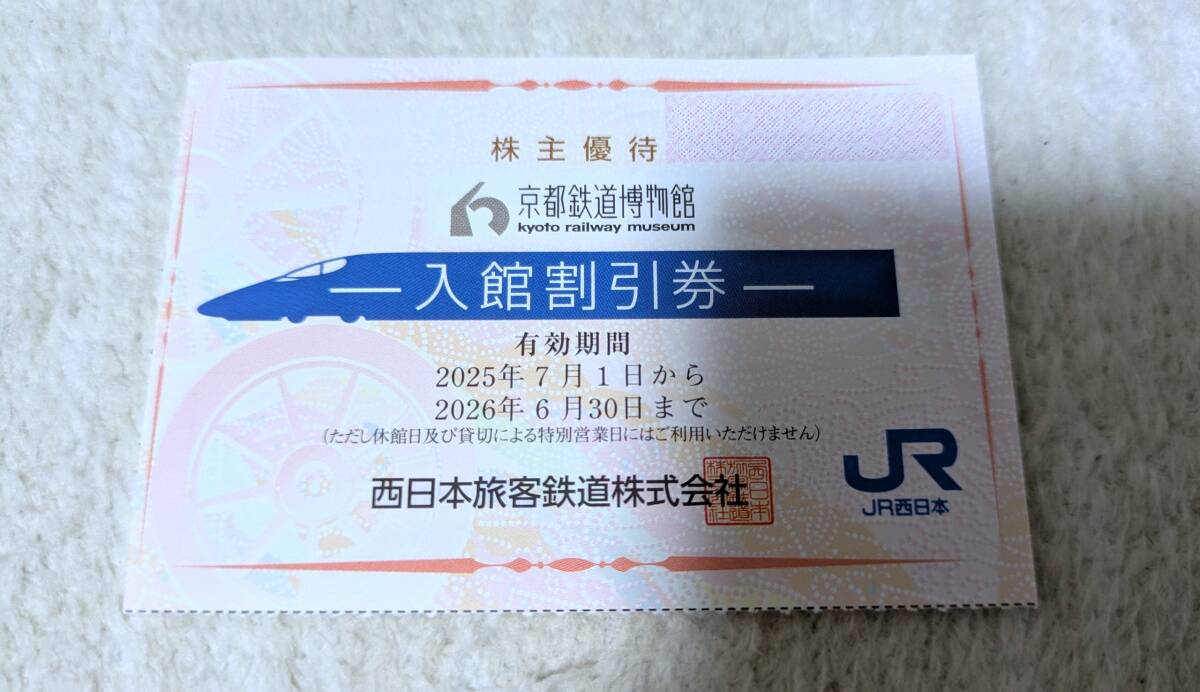 株主優待
京都鉄道博物館
kyoto railway museum
入館割引券
有効期間
2025年7月1日から
2026年6月30日まで
(ただし休館日及び貸切による特別営業日にはご利用いただけません)
西日本旅客鉄道株式会社
JR
JR西日本